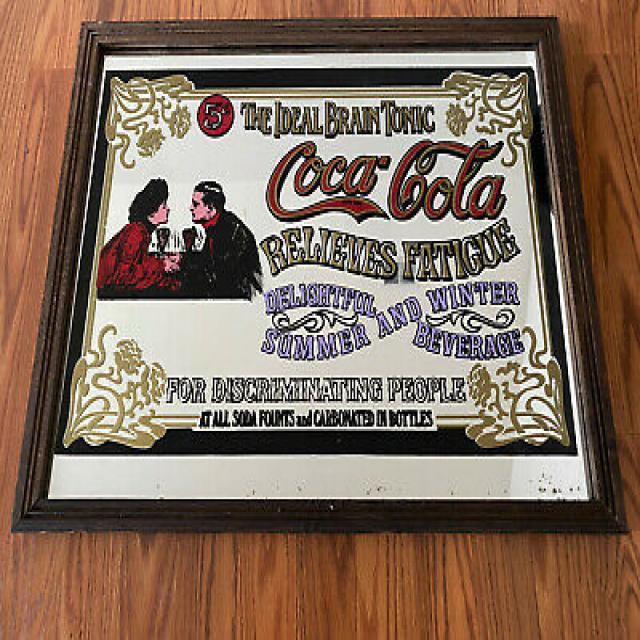 5¢ THE IDEAL BRAIN TONIC
Coca-Cola
RELIEVES FATIGUE
DELIGHTFUL
SUMMER AND WINTER
BEVERAGE
FOR DISCRIMINATING PEOPLE
AT ALL SODA FOUNTS and CARBONATED IN BOTTLES